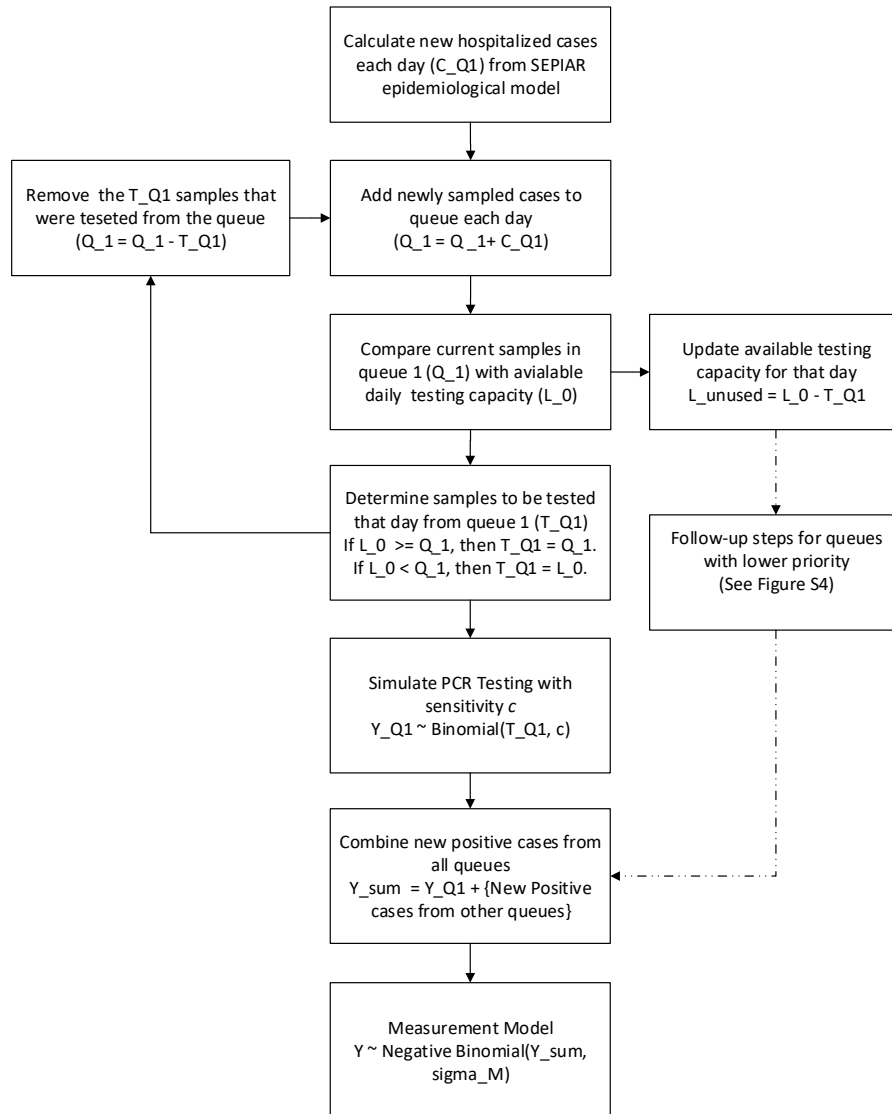 Calculate new hospitalized cases
each day (C_Q1) from SEPIAR
epidemiological model
Remove  the T_Q1 samples that
were teseted from the queue
(Q_1 = Q_1 - T_Q1)
Add newly sampled cases to
queue each day
(Q_1 = Q _1+ C_Q1)
Compare current samples in
queue 1 (Q_1) with avialable
daily  testing capacity (L_0)
Update available testing
capacity for that day
L_unused = L_0 - T_Q1
Determine samples to be tested
that day from queue 1 (T_Q1)
If L_0  >= Q_1, then T_Q1 = Q_1.
If L_0 < Q_1, then T_Q1 = L_0.
Follow-up steps for queues
with lower priority
(See Figure S4)
Simulate PCR Testing with
sensitivity c
Y_Q1 ~ Binomial(T_Q1, c)
Combine new positive cases from
all queues
Y_sum  = Y_Q1 + {New Positive
cases from other queues}
Measurement Model
Y ~ Negative Binomial(Y_sum,
sigma_M)